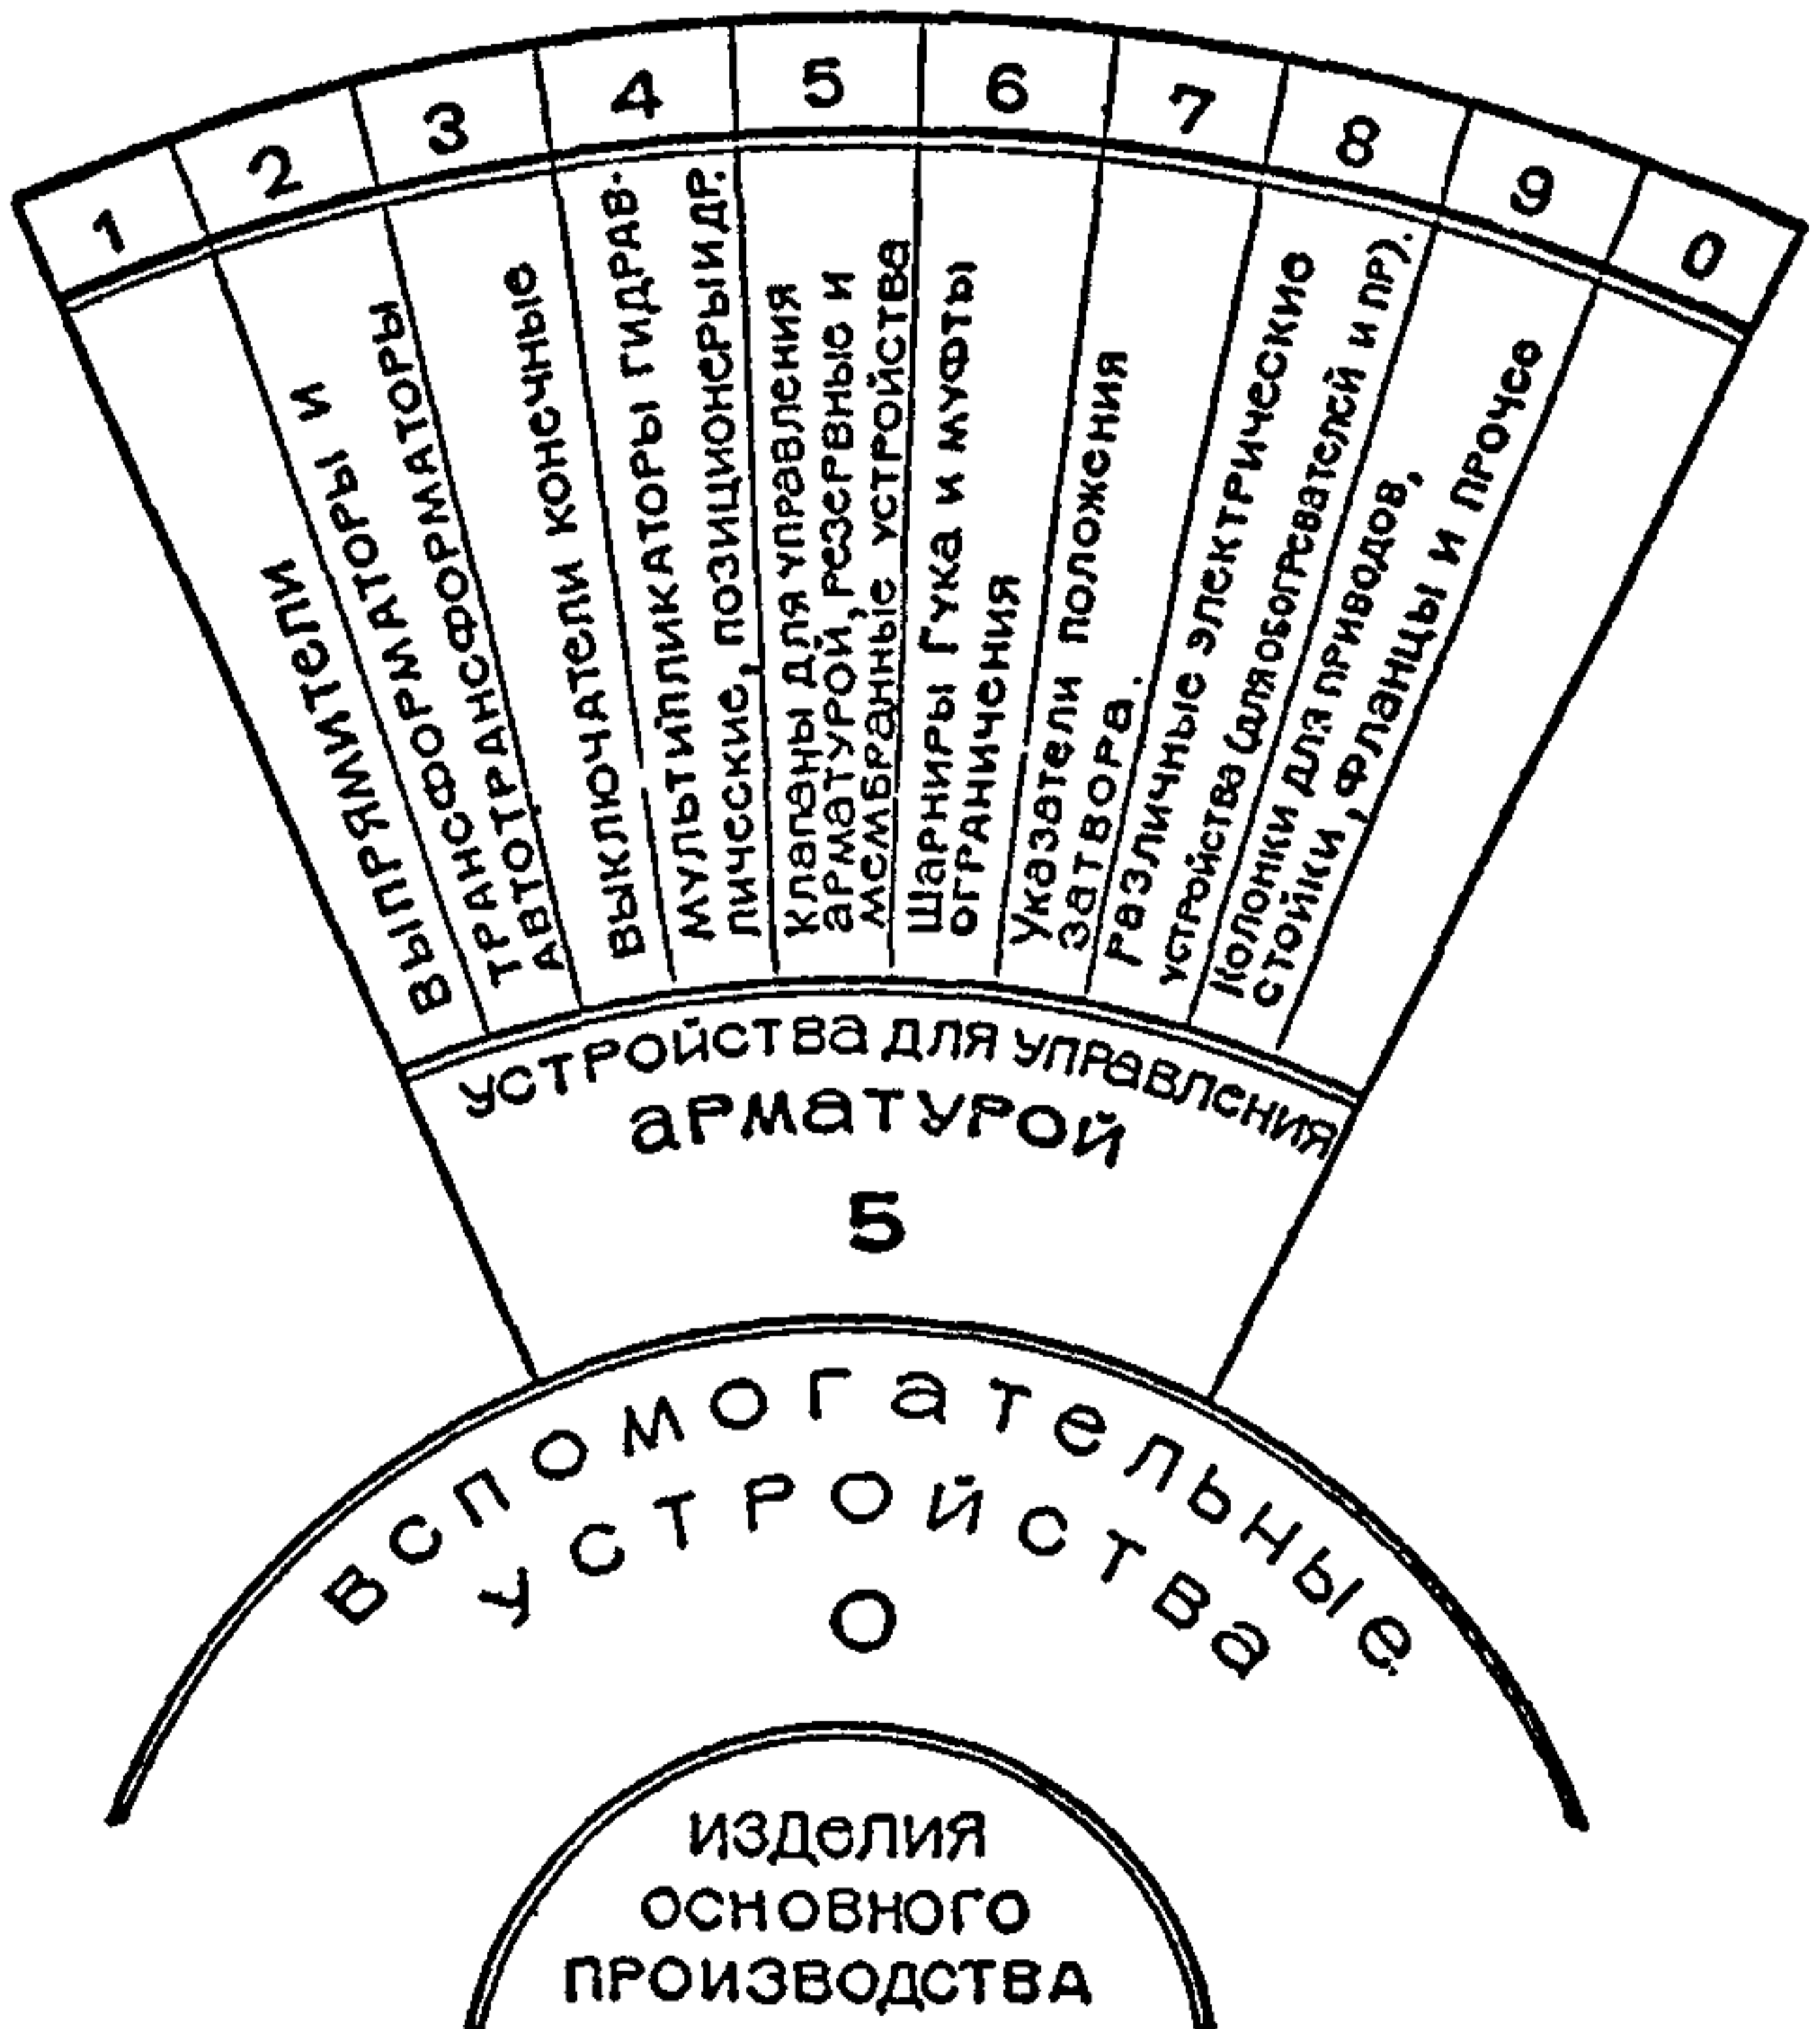 1
2
3
4
5
6
7
8
9
0
Выпрямители
Трансформаторы и
автотрансформаторы
Выключатели конечные
Мультипликаторы гидрав-
лические, позиционеры и др.
Клапаны для управления
арматурой, резервные и
мембранные устройства
Шарниры Гука и муфты
ограничения
Указатели положения
затвора.
Различные электрические
устройства (для обогревателей и пр).
Колонки для приводов,
стойки, фланцы и прочее
устройства для управления
арматурой
5
Вспомогательные
устройства
0
изделия
основного
производства